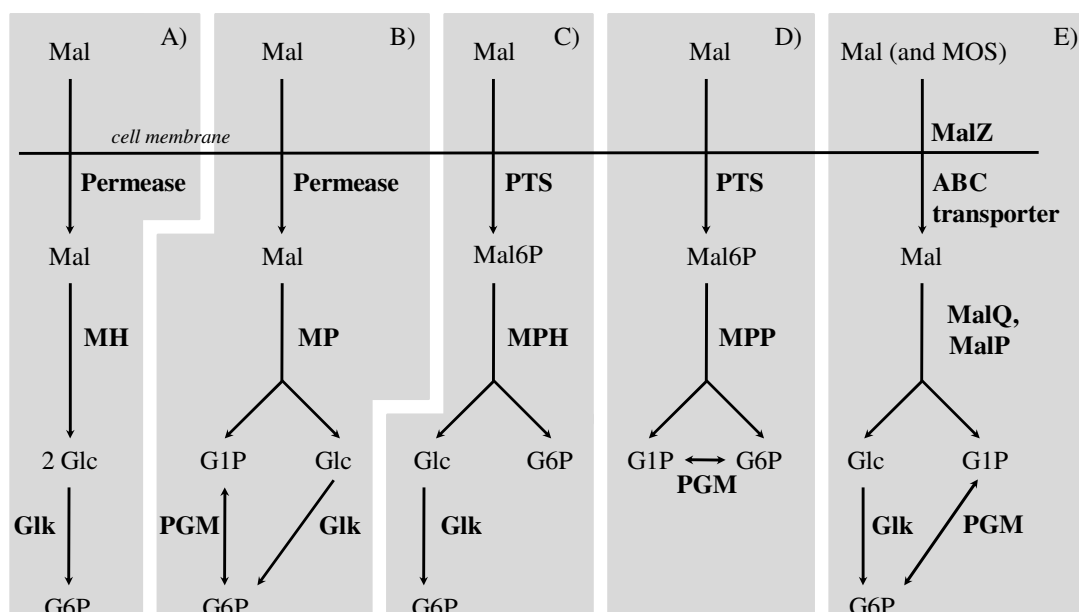 A) B) C) D) E)
Mal Mal Mal Mal Mal (and MOS)
cell membrane
MalZ
Permease Permease PTS PTS ABC
transporter
Mal Mal Mal6P Mal6P Mal
MH MP MPH MPP MalQ,
MalP
2 Glc G1P Glc Glc G6P G1P G6P Glc G1P
PGM
Glk PGM Glk Glk Glk PGM
G6P G6P G6P G6P